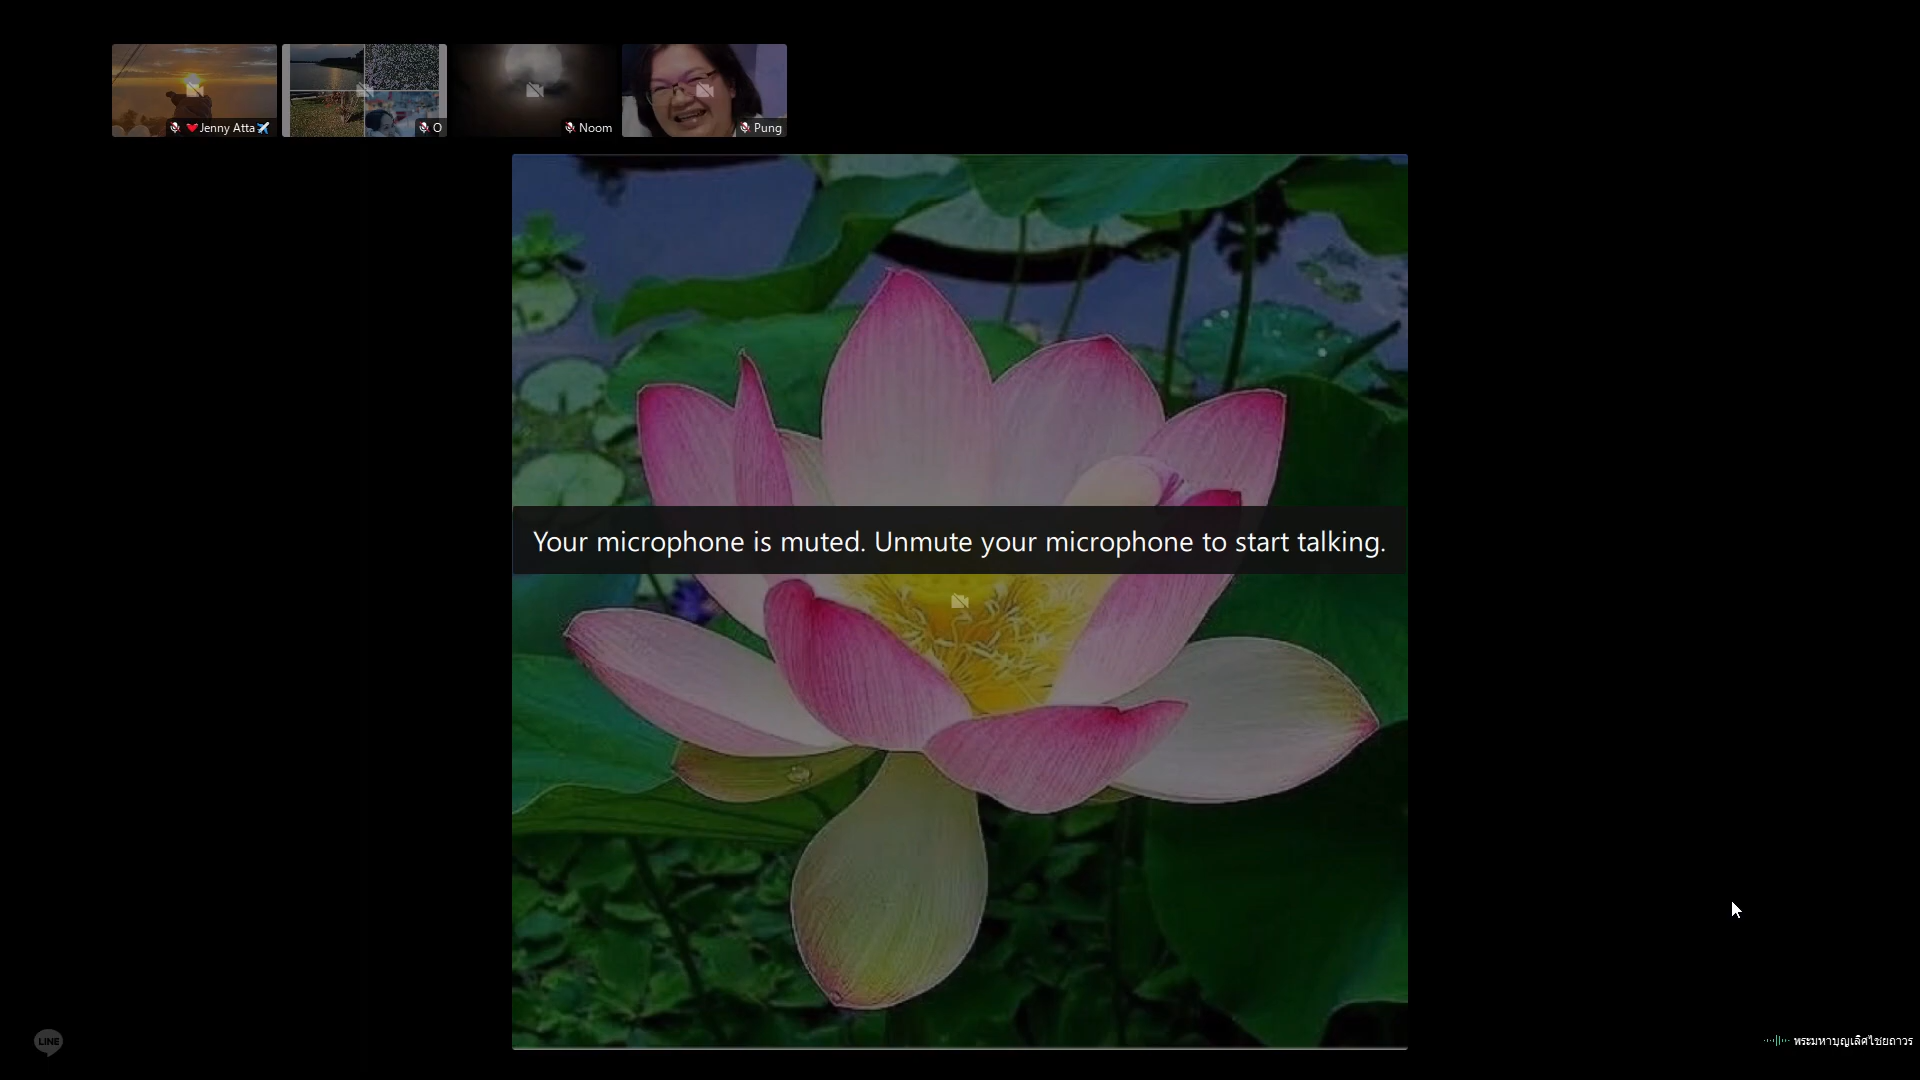 ❤️Jenny Atta✈️
O
Noom
Pung
Your microphone is muted. Unmute your microphone to start talking.
LINE
พระมหาบุญเลิศไชยถาวร